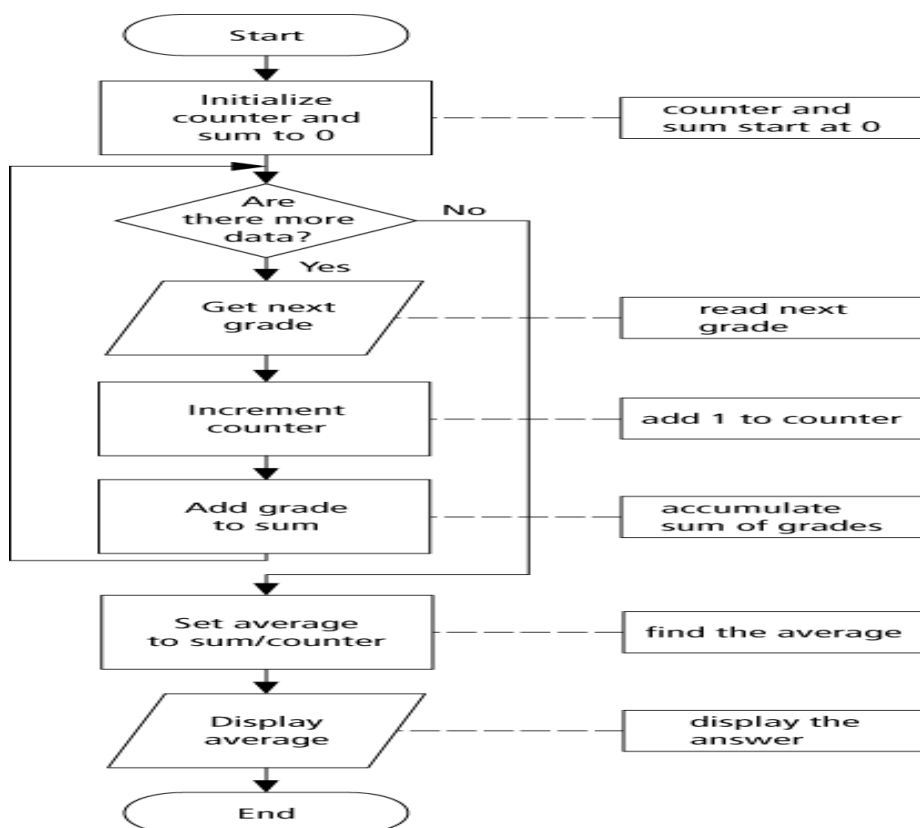 Start
Initialize
counter and
sum to 0
counter and
sum start at 0
Are
there more
data?
No
Yes
Get next
grade
read next
grade
Increment
counter
add 1 to counter
Add grade
to sum
accumulate
sum of grades
Set average
to sum/counter
find the average
Display
average
display the
answer
End